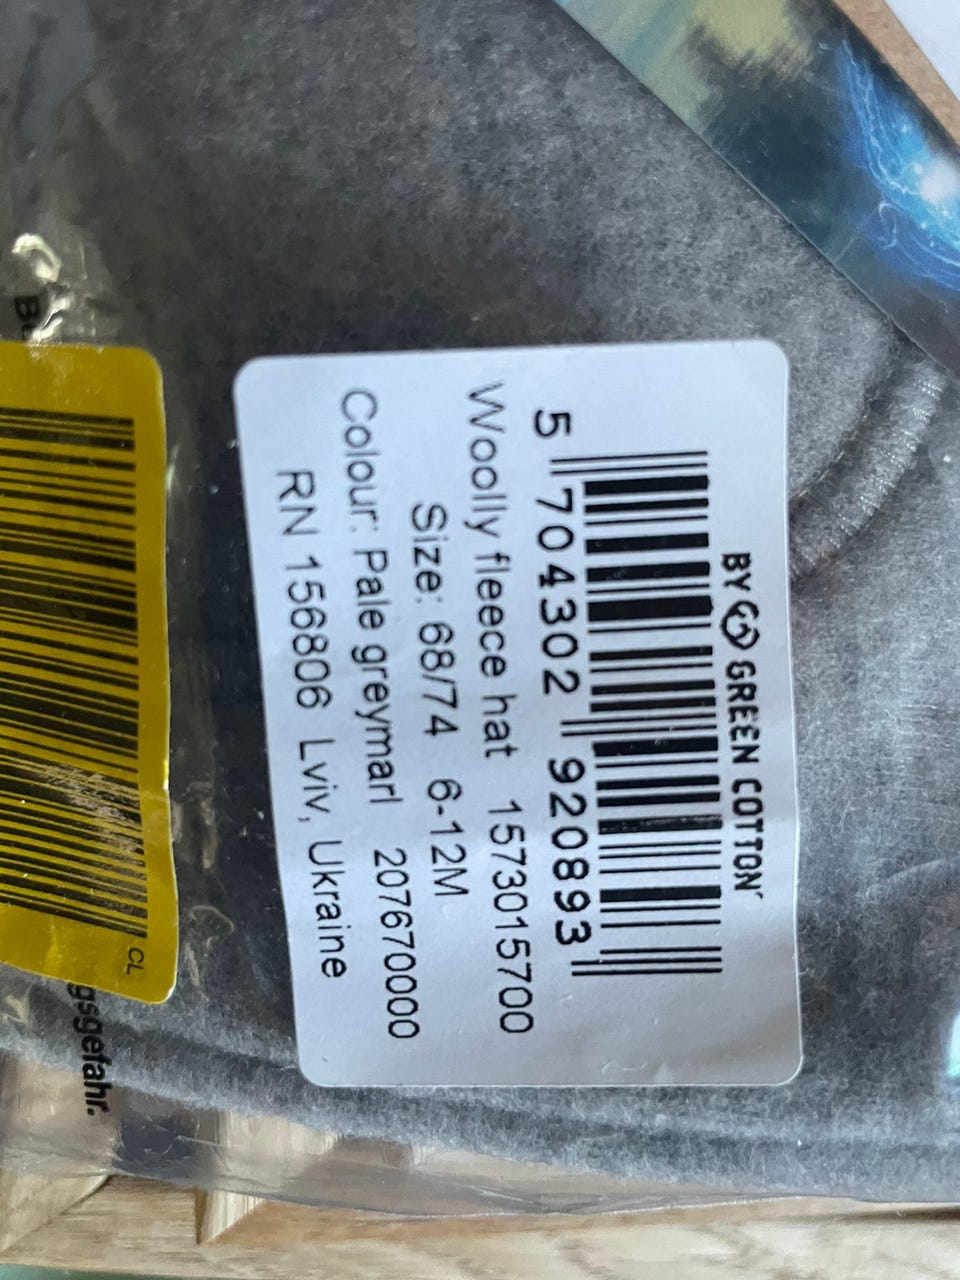 BY GREEN COTTON
5 704302 920893
Woolly fleece hat 1573015700
Size: 68/74 6-12M
Colour: Pale greymarl 207670000
RN 156806 Lviv, Ukraine
CL
gsgefahr.